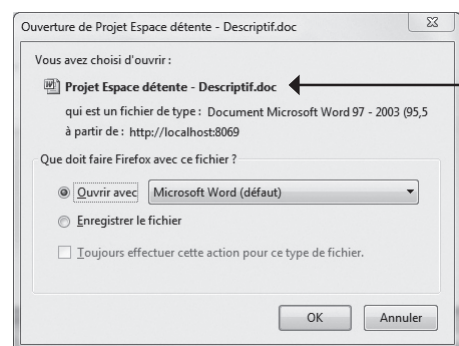 Ouverture de Projet Espace détente - Descriptif.doc
Vous avez choisi d'ouvrir :
Projet Espace détente - Descriptif.doc
qui est un fichier de type : Document Microsoft Word 97 - 2003 (95,5
à partir de : http://localhost:8069
Que doit faire Firefox avec ce fichier ?
Ouvrir avec Microsoft Word (défaut)
Enregistrer le fichier
Toujours effectuer cette action pour ce type de fichier.
OK Annuler